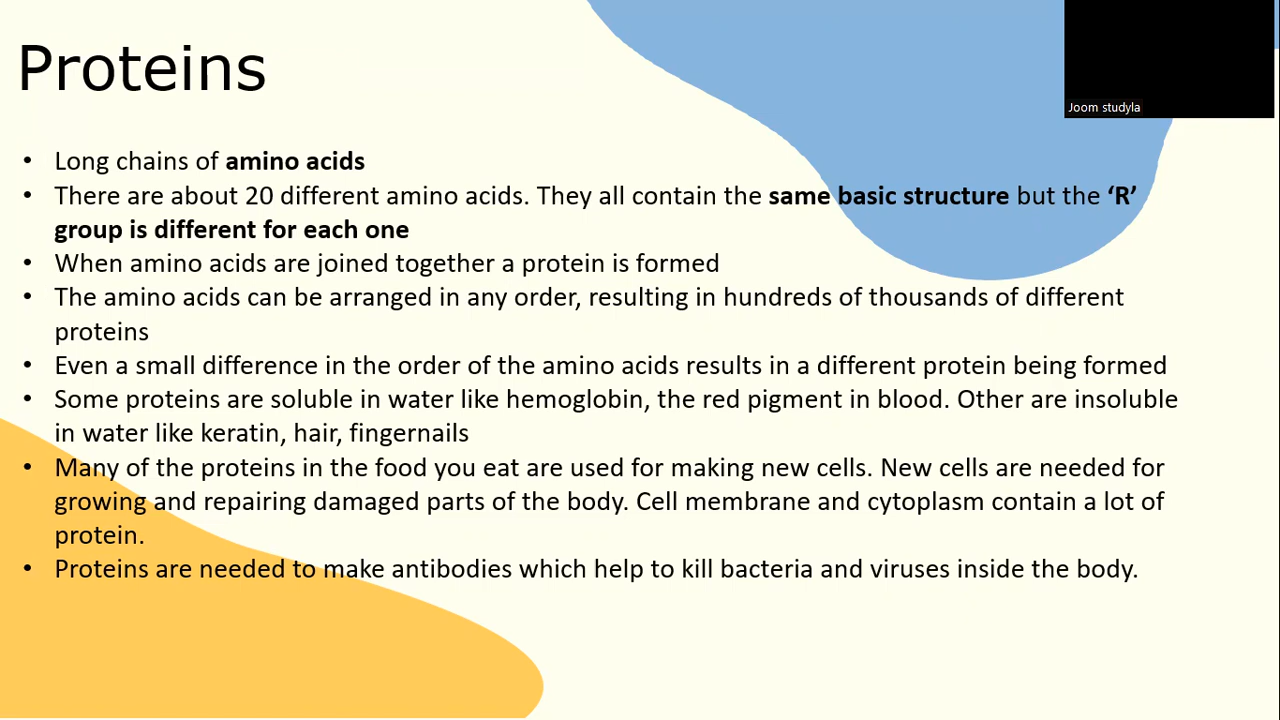 Proteins
Joom studyla
• Long chains of amino acids
• There are about 20 different amino acids. They all contain the same basic structure but the ‘R’
group is different for each one
• When amino acids are joined together a protein is formed
• The amino acids can be arranged in any order, resulting in hundreds of thousands of different
proteins
• Even a small difference in the order of the amino acids results in a different protein being formed
• Some proteins are soluble in water like hemoglobin, the red pigment in blood. Other are insoluble
in water like keratin, hair, fingernails
• Many of the proteins in the food you eat are used for making new cells. New cells are needed for
growing and repairing damaged parts of the body. Cell membrane and cytoplasm contain a lot of
protein.
• Proteins are needed to make antibodies which help to kill bacteria and viruses inside the body.